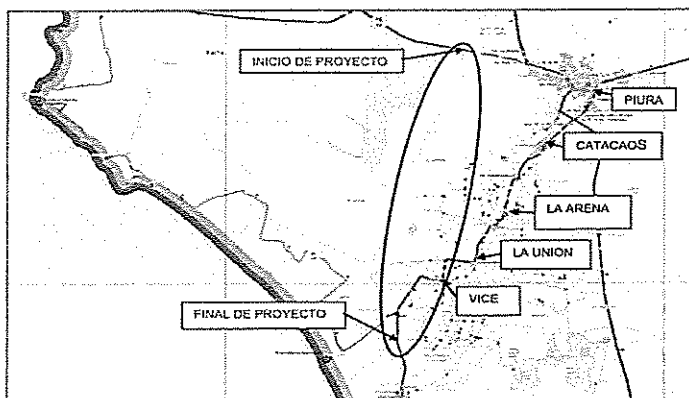 INICIO DE PROYECTO
PIURA
CATACAOS
LA ARENA
LA UNION
VICE
FINAL DE PROYECTO